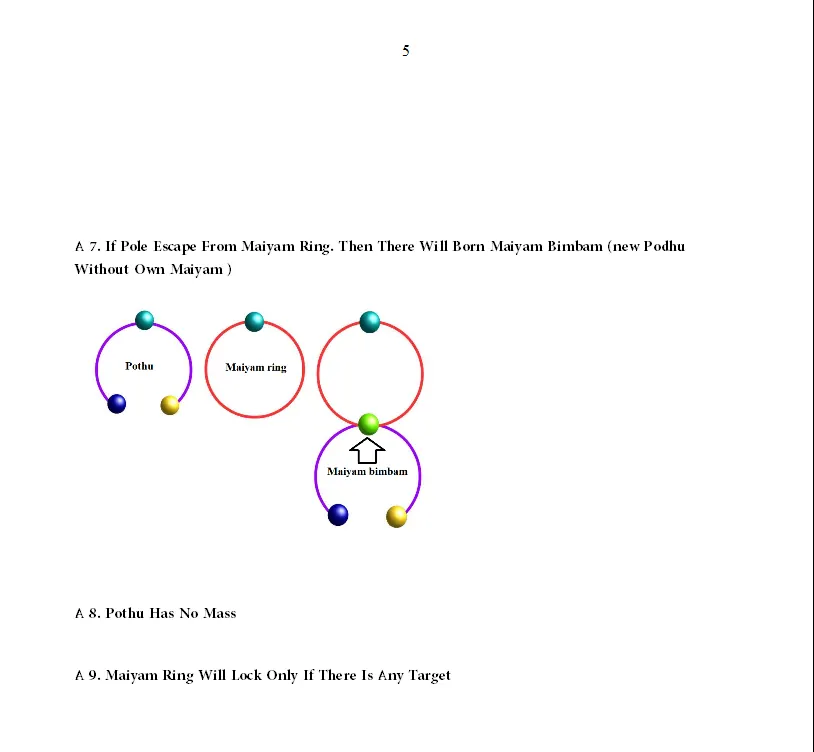 5
A 7. If Pole Escape From Maiyam Ring. Then There Will Born Maiyam Bimbam (new Podhu
Without Own Maiyam )
Pothu
Maiyam ring
Maiyam bimbam
A 8. Pothu Has No Mass
A 9. Maiyam Ring Will Lock Only If There Is Any Target